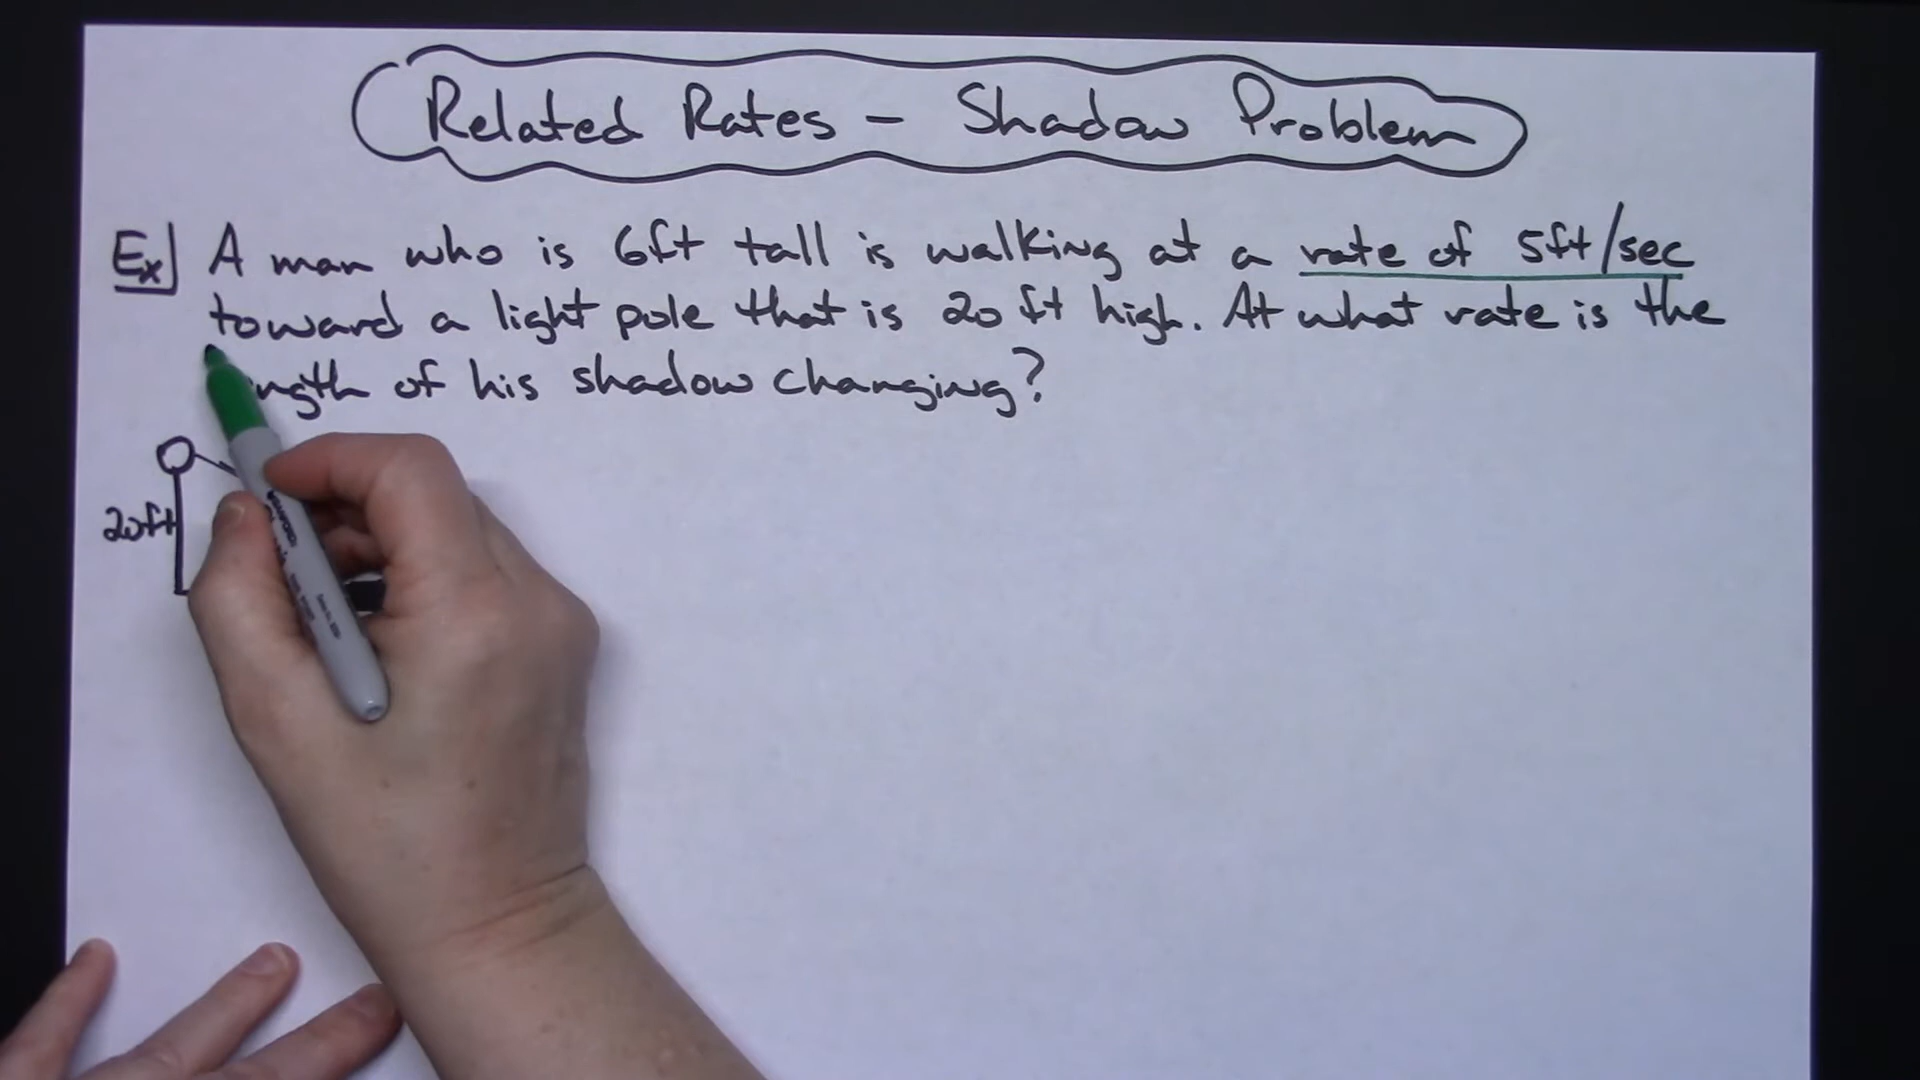 Related Rates - Shadow Problem
Ex A man who is 6ft tall is walking at a rate of 5ft/sec
toward a light pole that is 20 ft high. At what rate is the
of his shadow changing?
20ft